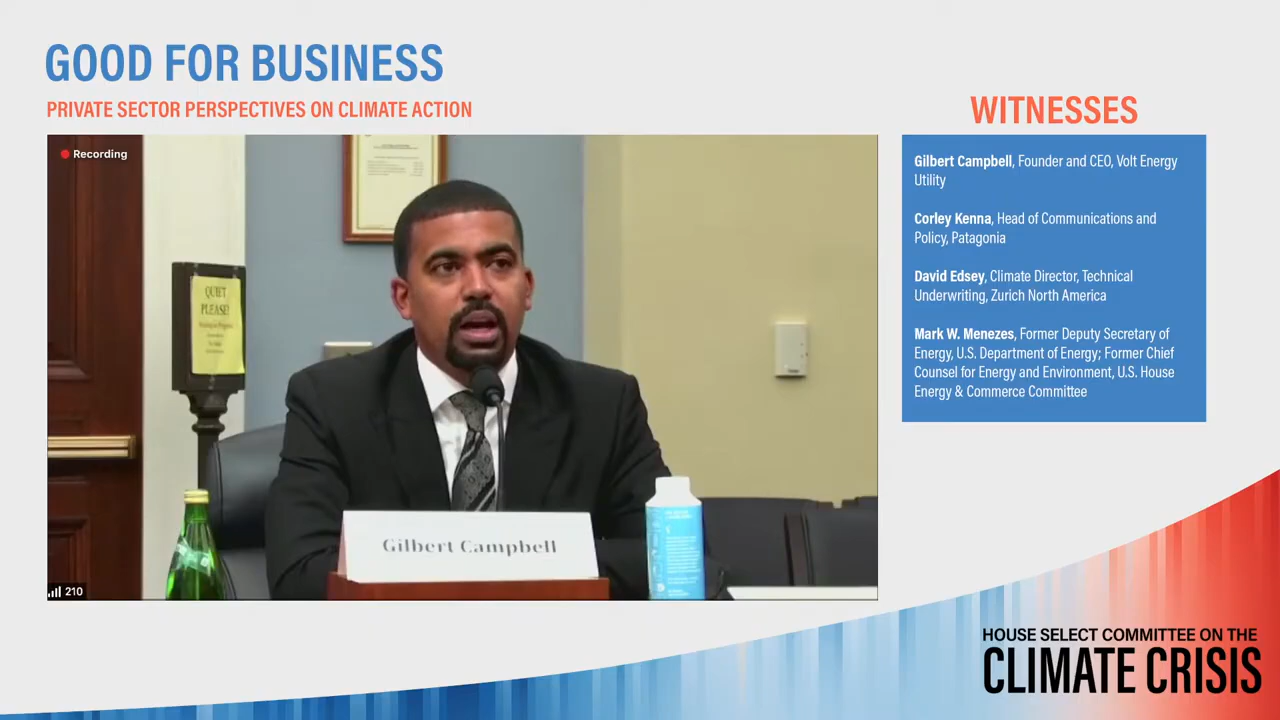 GOOD FOR BUSINESS
PRIVATE SECTOR PERSPECTIVES ON CLIMATE ACTION
WITNESSES
Recording
Gilbert Campbell, Founder and CEO, Volt Energy
Utility
Corley Kenna, Head of Communications and
Policy, Patagonia
David Edsey, Climate Director, Technical
Underwriting, Zurich North America
Mark W. Menezes, Former Deputy Secretary of
Energy, U.S. Department of Energy; Former Chief
Counsel for Energy and Environment, U.S. House
Energy & Commerce Committee
QUIET
PLEASE!
Gilbert Campbell
210
HOUSE SELECT COMMITTEE ON THE
CLIMATE CRISIS